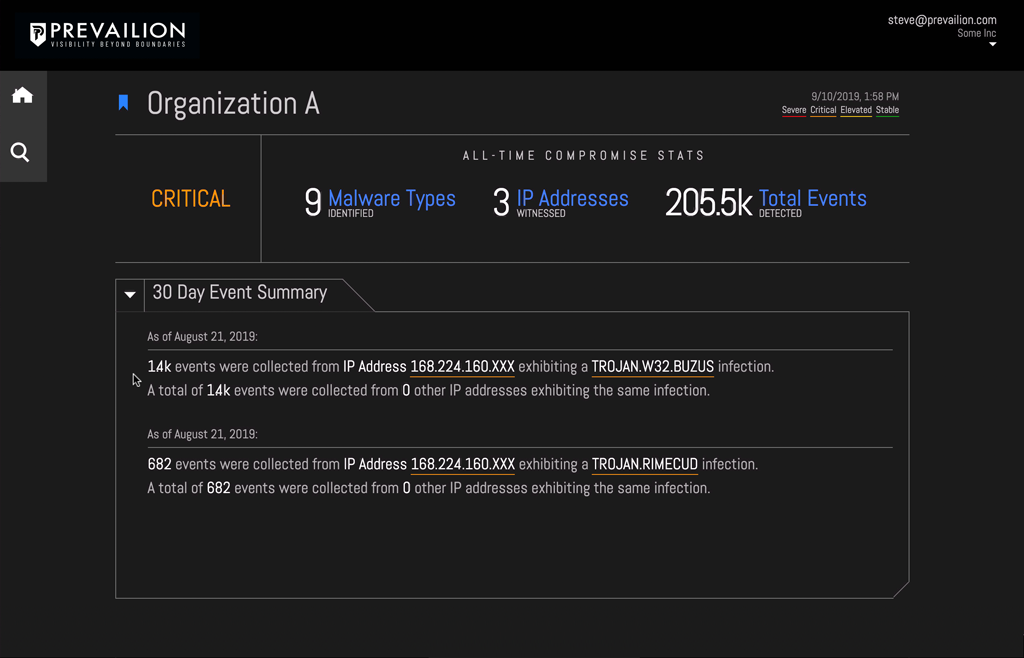 PREVAILION
VISIBILITY BEYOND BOUNDARIES
steve@prevailion.com
Some Inc
Organization A
9/10/2019, 1:58 PM
Severe Critical Elevated Stable
ALL-TIME COMPROMISE STATS
CRITICAL
9 Malware Types
IDENTIFIED
3 IP Addresses
WITNESSED
205.5k Total Events
DETECTED
30 Day Event Summary
As of August 21, 2019:
14k events were collected from IP Address 168.224.160.XXX exhibiting a TROJAN.W32.BUZUS infection.
A total of 14k events were collected from 0 other IP addresses exhibiting the same infection.
As of August 21, 2019:
682 events were collected from IP Address 168.224.160.XXX exhibiting a TROJAN.RIMECUD infection.
A total of 682 events were collected from 0 other IP addresses exhibiting the same infection.